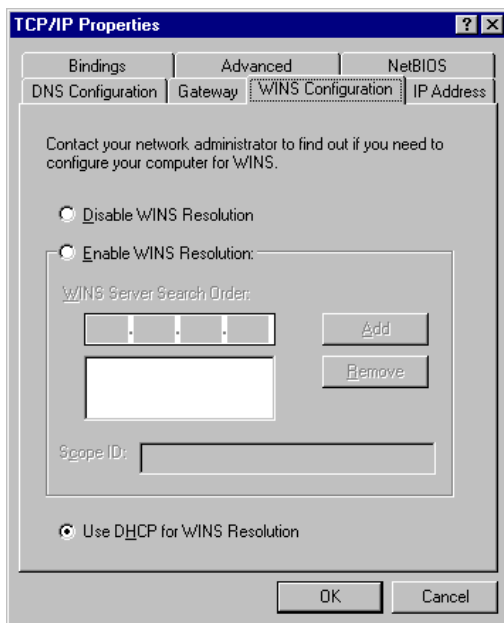 TCP/IP Properties
Bindings Advanced NetBIOS
DNS Configuration Gateway WINS Configuration IP Address
Contact your network administrator to find out if you need to
configure your computer for WINS.
Disable WINS Resolution
Enable WINS Resolution:
WINS Server Search Order:
Add
Remove
Scope ID:
Use DHCP for WINS Resolution
OK Cancel